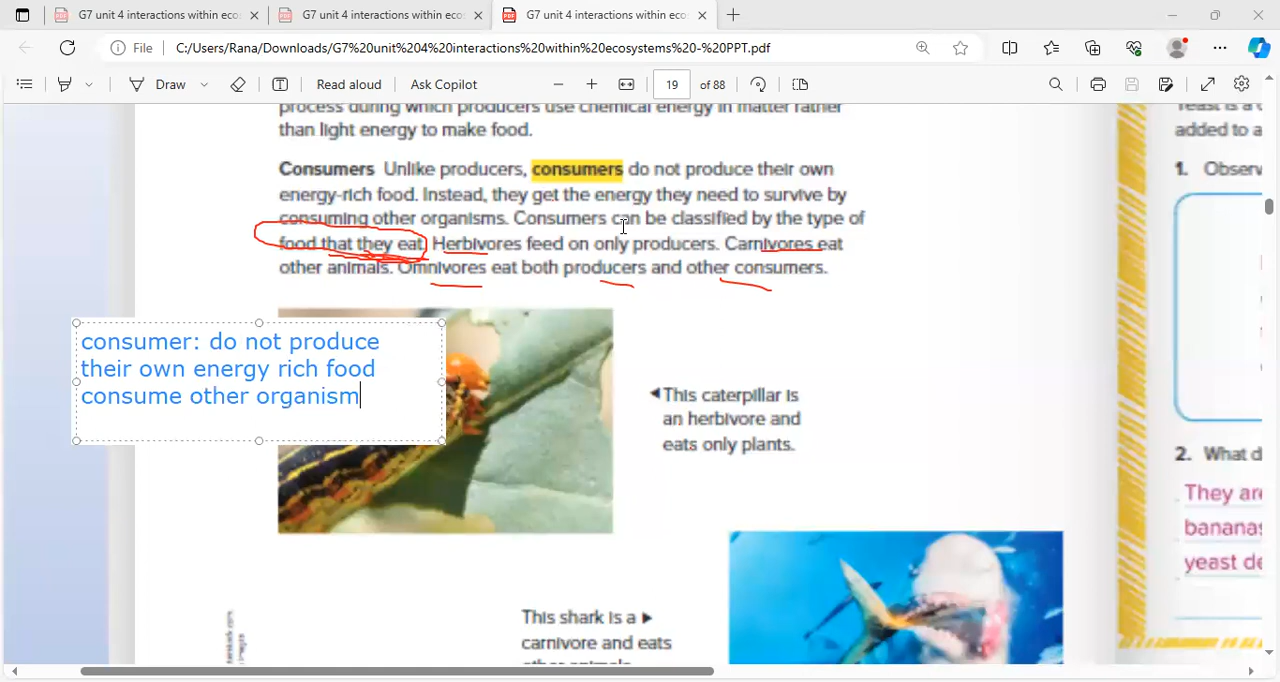 G7 unit 4 interactions within ecos
G7 unit 4 interactions within ecos
G7 unit 4 interactions within ecos
File C:/Users/Rana/Downloads/G7%20unit%204%20interactions%20within%20ecosystems%20-%20PPT.pdf
Draw Read aloud Ask Copilot 19 of 88
process during which producers use chemical energy in matter rather
than light energy to make food.
Consumers Unlike producers, consumers do not produce their own
energy-rich food. Instead, they get the energy they need to survive by
consuming other organisms. Consumers can be classified by the type of
food that they eat. Herbivores feed on only producers. Carnivores eat
other animals. Omnivores eat both producers and other consumers.
consumer: do not produce
their own energy rich food
consume other organism
This caterpillar is
an herbivore and
eats only plants.
This shark is a
carnivore and eats
other animals
Yeast is a
added to a
1. Observ
2. What d
They are
bananas
yeast de